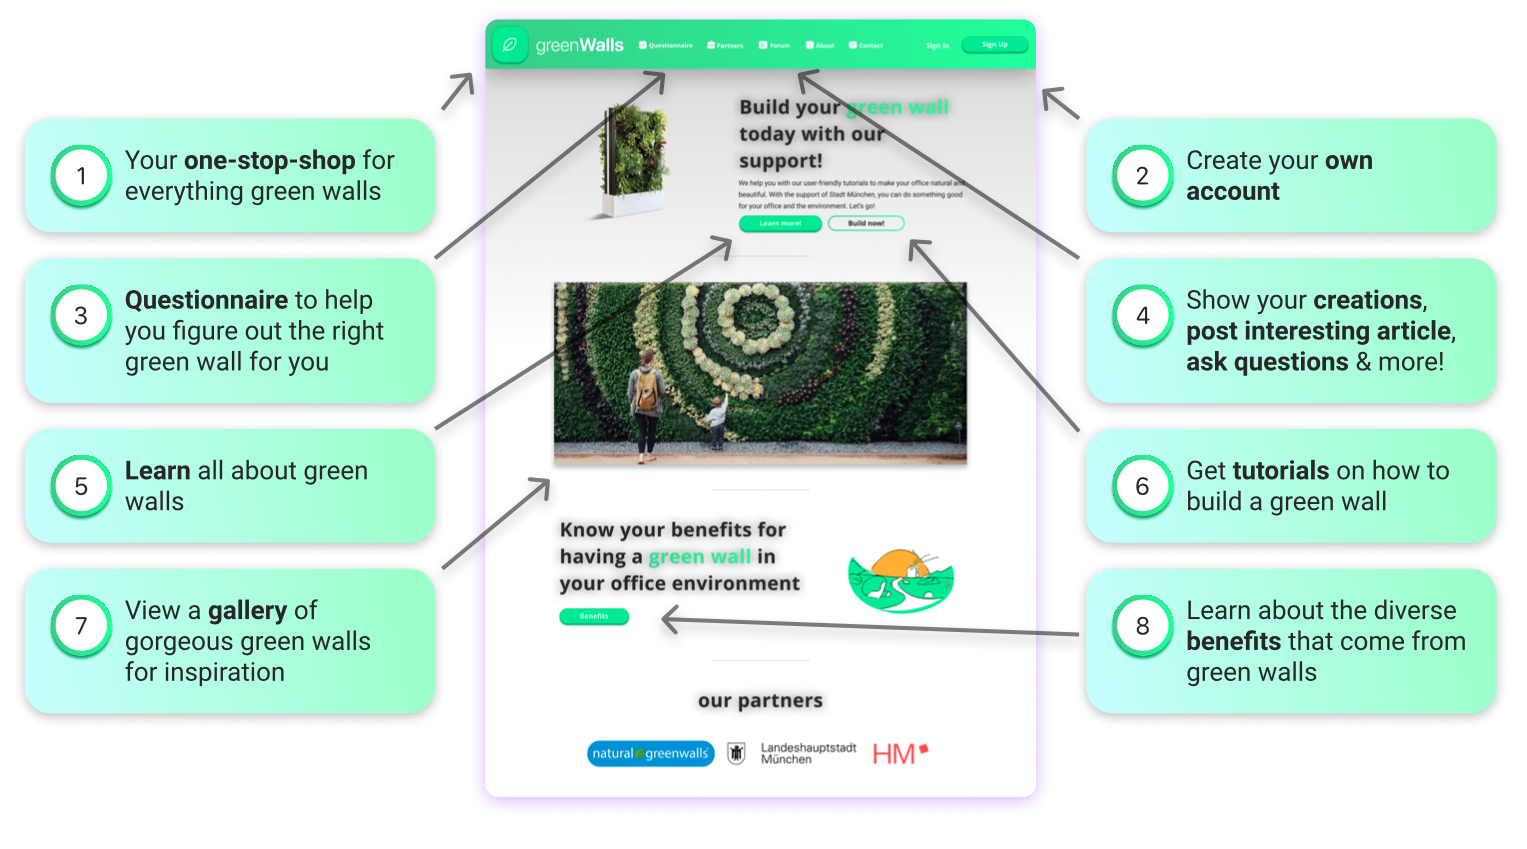 greenWalls
Questionnaire
Partners
Forum
About
Contact
Sign in
Sign Up
1
Your one-stop-shop for
everything green walls
2
Create your own
account
3
Questionnaire to help
you figure out the right
green wall for you
4
Show your creations,
post interesting article,
ask questions & more!
5
Learn all about green
walls
6
Get tutorials on how to
build a green wall
7
View a gallery of
gorgeous green walls
for inspiration
8
Learn about the diverse
benefits that come from
green walls
Build your green wall
today with our
support!
We help you with our user-friendly tutorials to make your office natural and
beautiful. With the support of Stadt München, you can do something good
for your office and the environment. Let's go!
Learn more!
Build now!
Know your benefits for
having a green wall in
your office environment
Benefits
our partners
natural greenwalls
Landeshauptstadt
München
HM